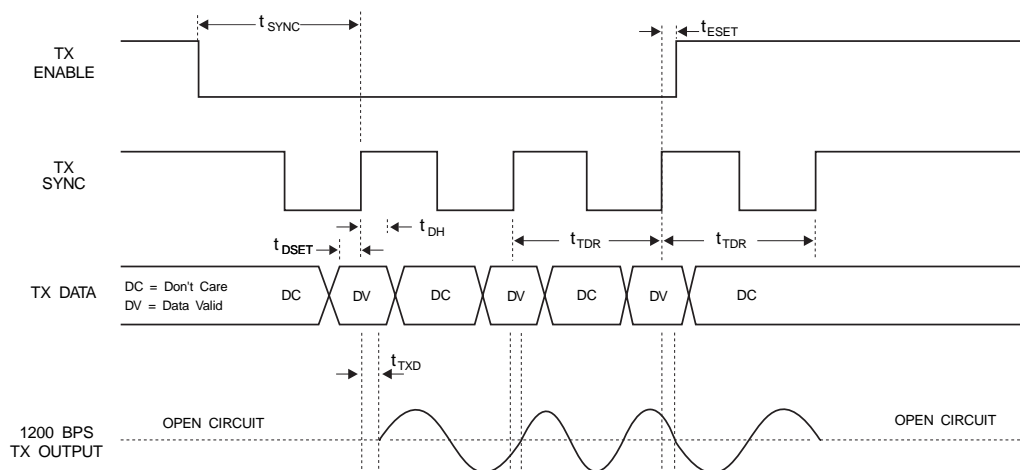 tSYNC
tESET
TX
ENABLE
TX
SYNC
tDH
tDSET
tTDR
tTDR
TX DATA
DC = Don't Care
DV = Data Valid
DC
DV
DC
DV
DC
DV
DC
tTXD
OPEN CIRCUIT
OPEN CIRCUIT
1200 BPS
TX OUTPUT